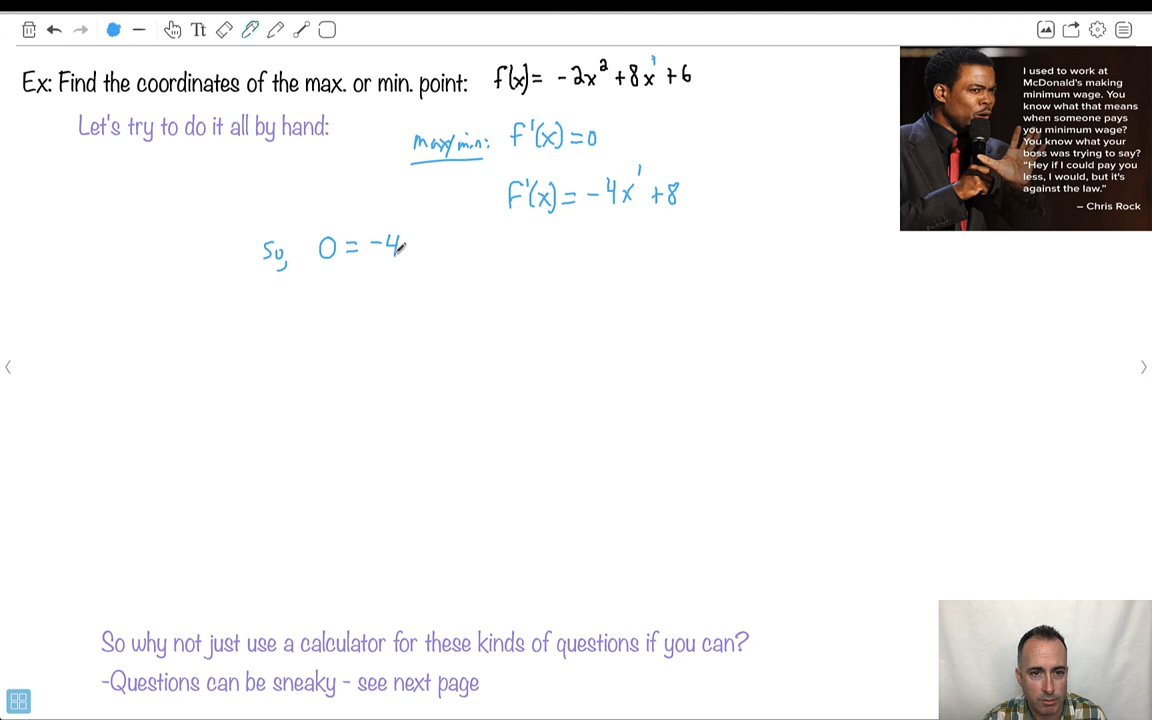 Tt
Ex: Find the coordinates of the max. or min. point: f(x) = -2x² +8x¹ +6
Let's try to do it all by hand:
max/min: f'(x) = 0
F'(x) = -4x¹ +8
So, 0 = -4
I used to work at
McDonald's making
minimum wage. You
know what that means
when someone pays
you minimum wage?
You know what your
boss was trying to say?
"Hey if I could pay you
less, I would, but it's
against the law."
– Chris Rock
So why not just use a calculator for these kinds of questions if you can?
-Questions can be sneaky - see next page